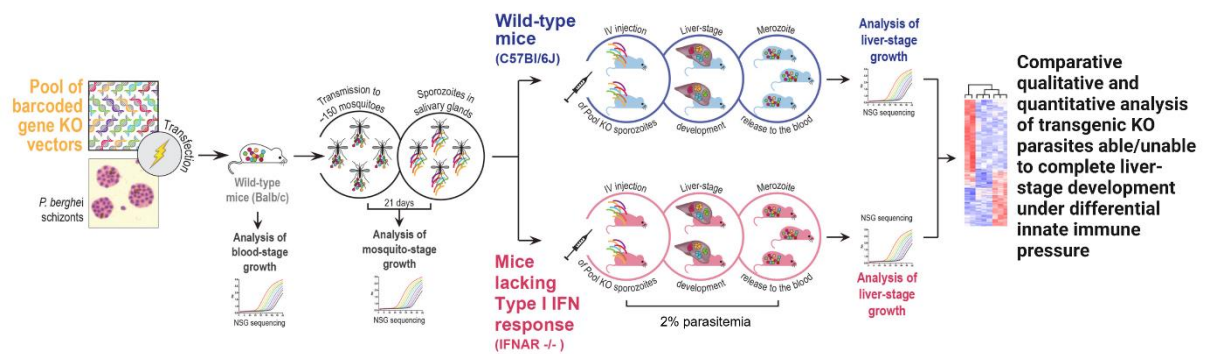 Pool of
barcoded
gene KO
vectors
Transfection
P. berghei
schizonts
Wild-type
mice (Balb/c)
Analysis of
blood-stage
growth
NSG sequencing
Transmission to
~150 mosquitoes
Sporozoites in
salivary glands
21 days
Analysis of
mosquito-stage
growth
NSG sequencing
Wild-type
mice
(C57Bl/6J)
IV injection
of Pool KO sporozoites
Liver-stage
development
Merozoite
release to the blood
Analysis of
liver-stage
growth
NSG sequencing
Mice
lacking
Type I IFN
response
(IFNAR -/- )
IV injection
of Pool KO sporozoites
Liver-stage
development
Merozoite
release to the blood
2% parasitemia
NSG sequencing
Analysis of
liver-stage
growth
Comparative
qualitative and
quantitative analysis
of transgenic KO
parasites able/unable
to complete liver-
stage development
under differential
innate immune
pressure